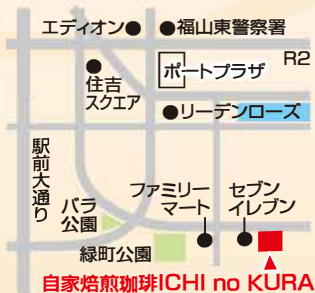 エディオン●
●福山東警察署
R2
住吉
スクエア
ポートプラザ
●リーデンローズ
駅前大通り
バラ
公園
ファミリー
マート
セブン
イレブン
緑町公園
自家焙煎珈琲ICHI no KURA